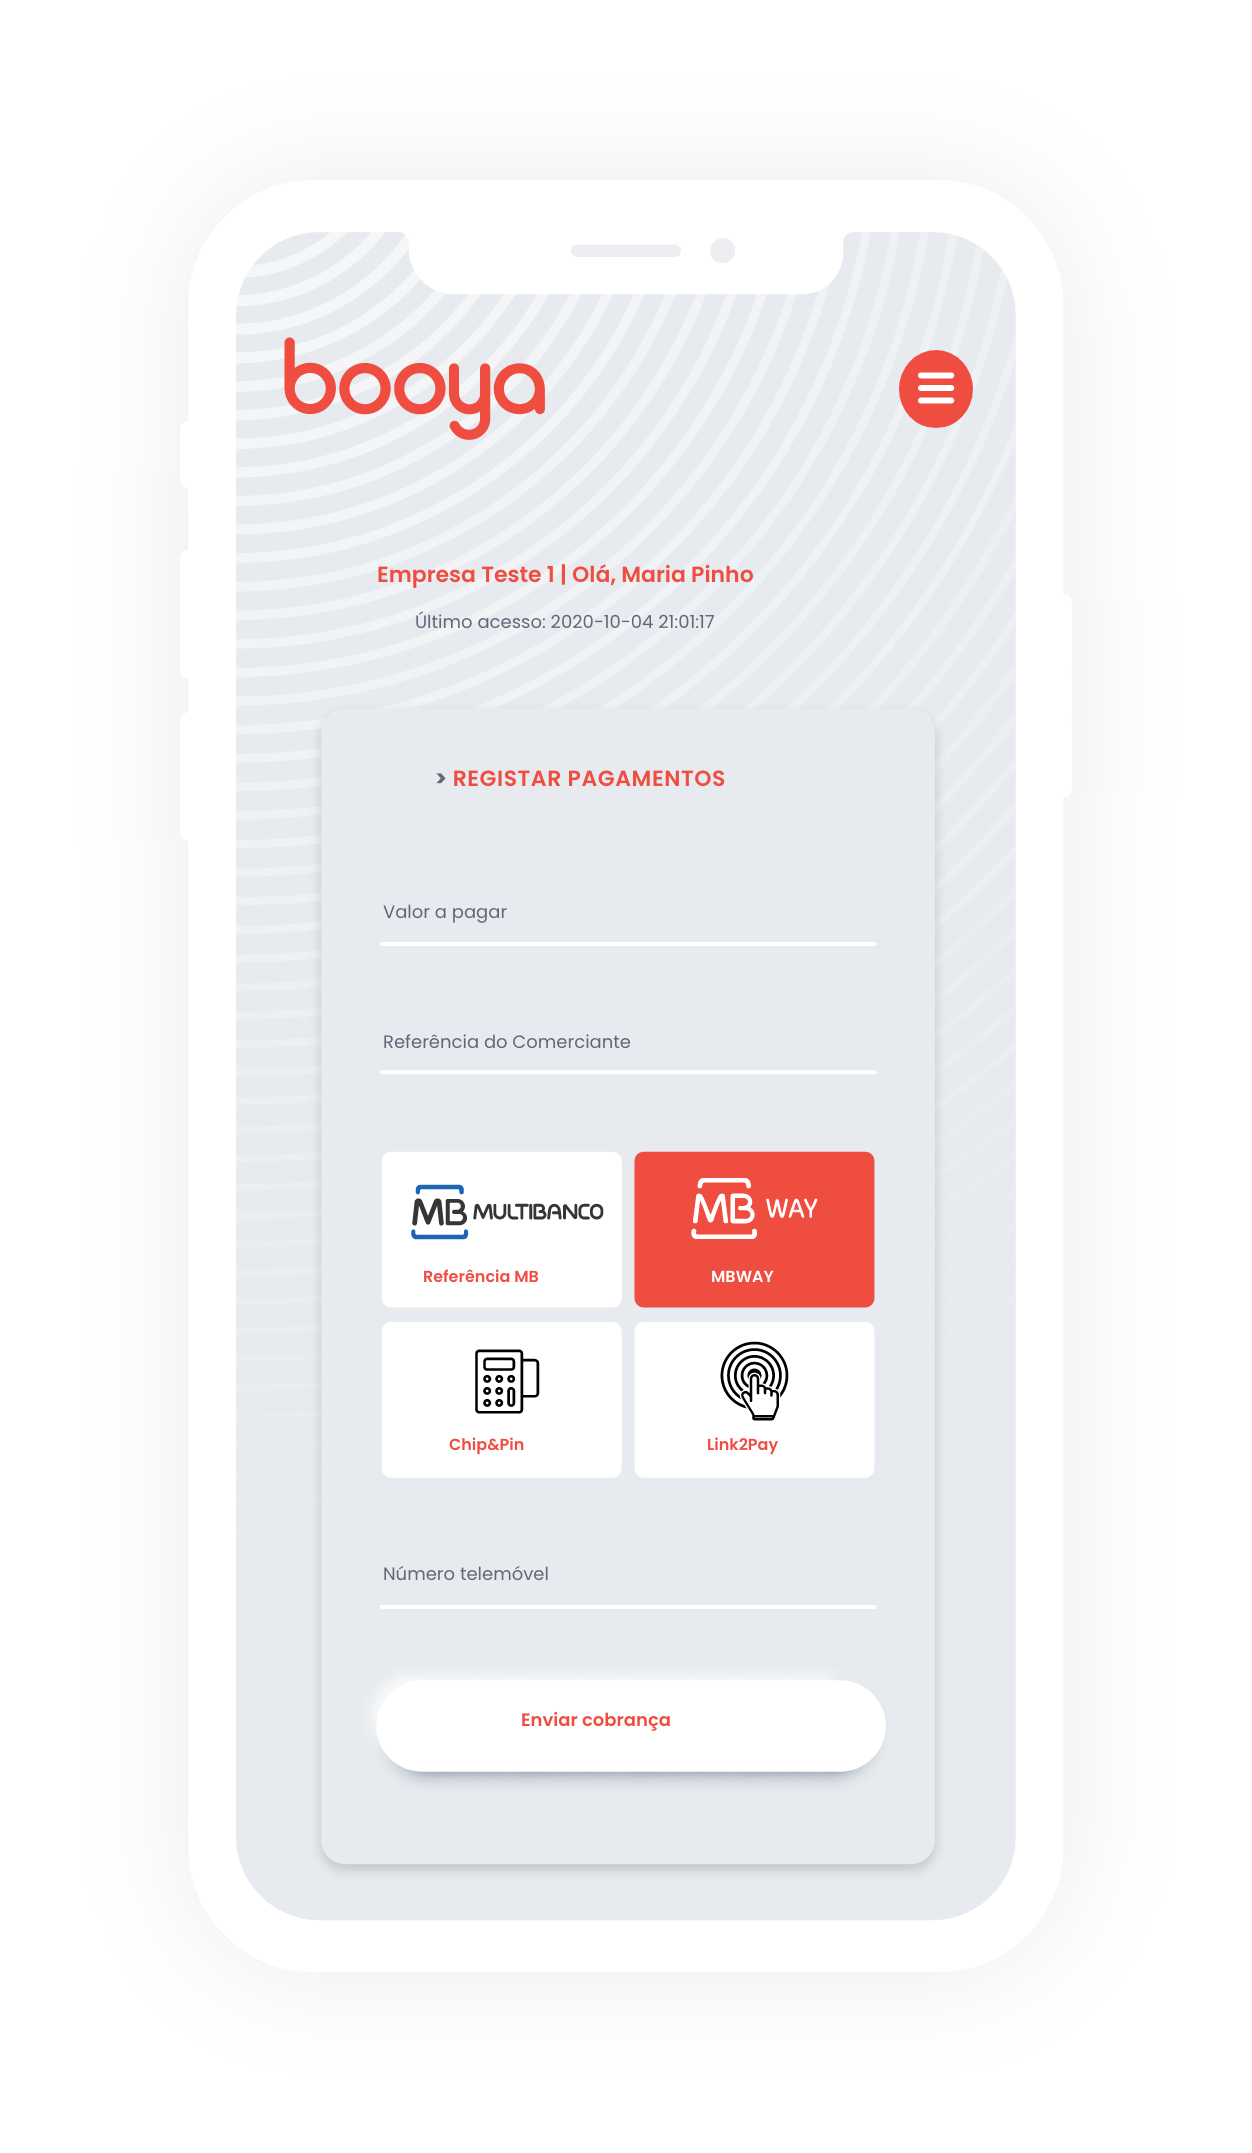 booya
Empresa Teste 1 | Olá, Maria Pinho
Último acesso: 2020-10-04 21:01:17
> REGISTAR PAGAMENTOS
Valor a pagar
Referência do Comerciante
MB MULTIBANCO
Referência MB
MB WAY
MBWAY
Chip&Pin
Link2Pay
Número telemóvel
Enviar cobrança